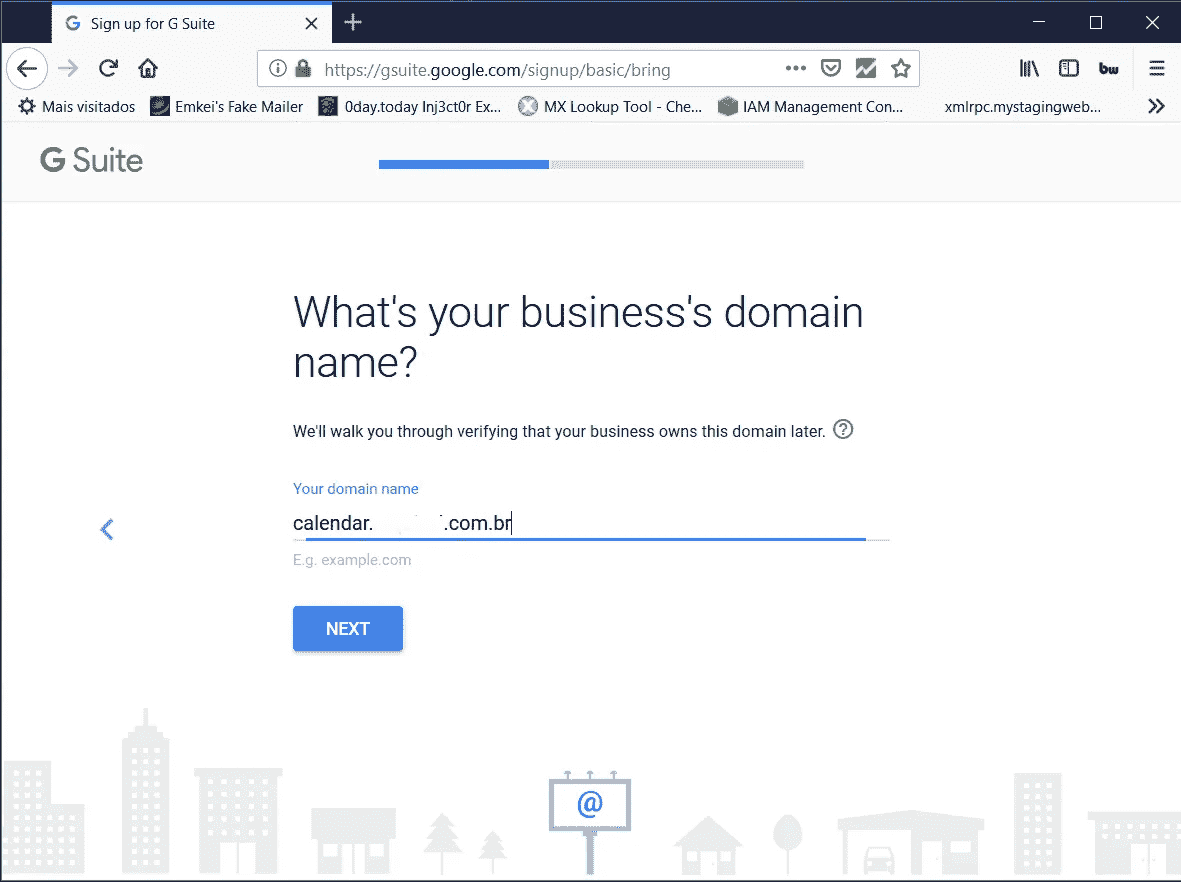 Sign up for G Suite
https://gsuite.google.com/signup/basic/bring
bw
Mais visitados Emkei's Fake Mailer 0day.today Inj3ct0r Ex... MX Lookup Tool - Che... IAM Management Con... xmlrpc.mystagingweb...
G Suite
What's your business's domain
name?
We'll walk you through verifying that your business owns this domain later.
Your domain name
calendar. .com.br
E.g. example.com
NEXT
@